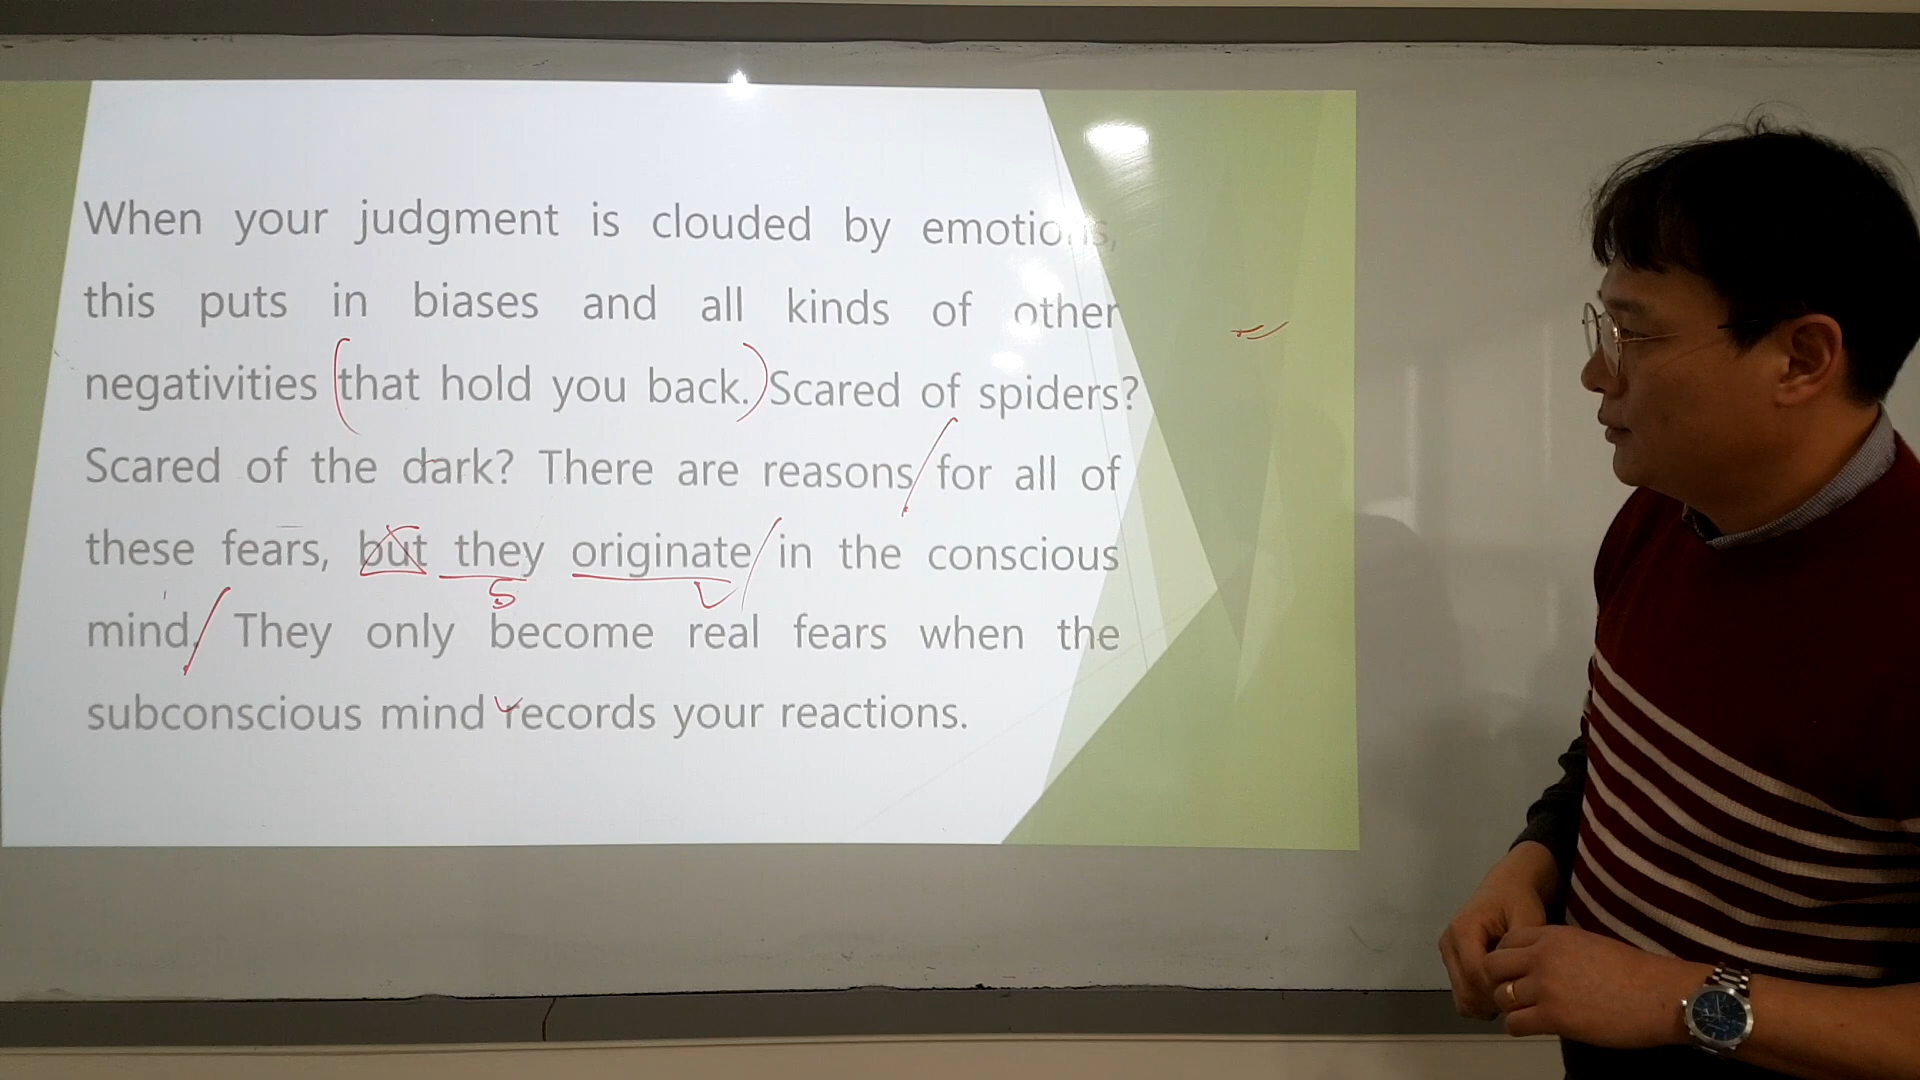 When your judgment is clouded by emotions,
this puts in biases and all kinds of other
negativities (that hold you back.) Scared of spiders?
Scared of the dark? There are reasons/for all of
these fears, but they originate/in the conscious
S V
mind./ They only become real fears when the
subconscious mind records your reactions.